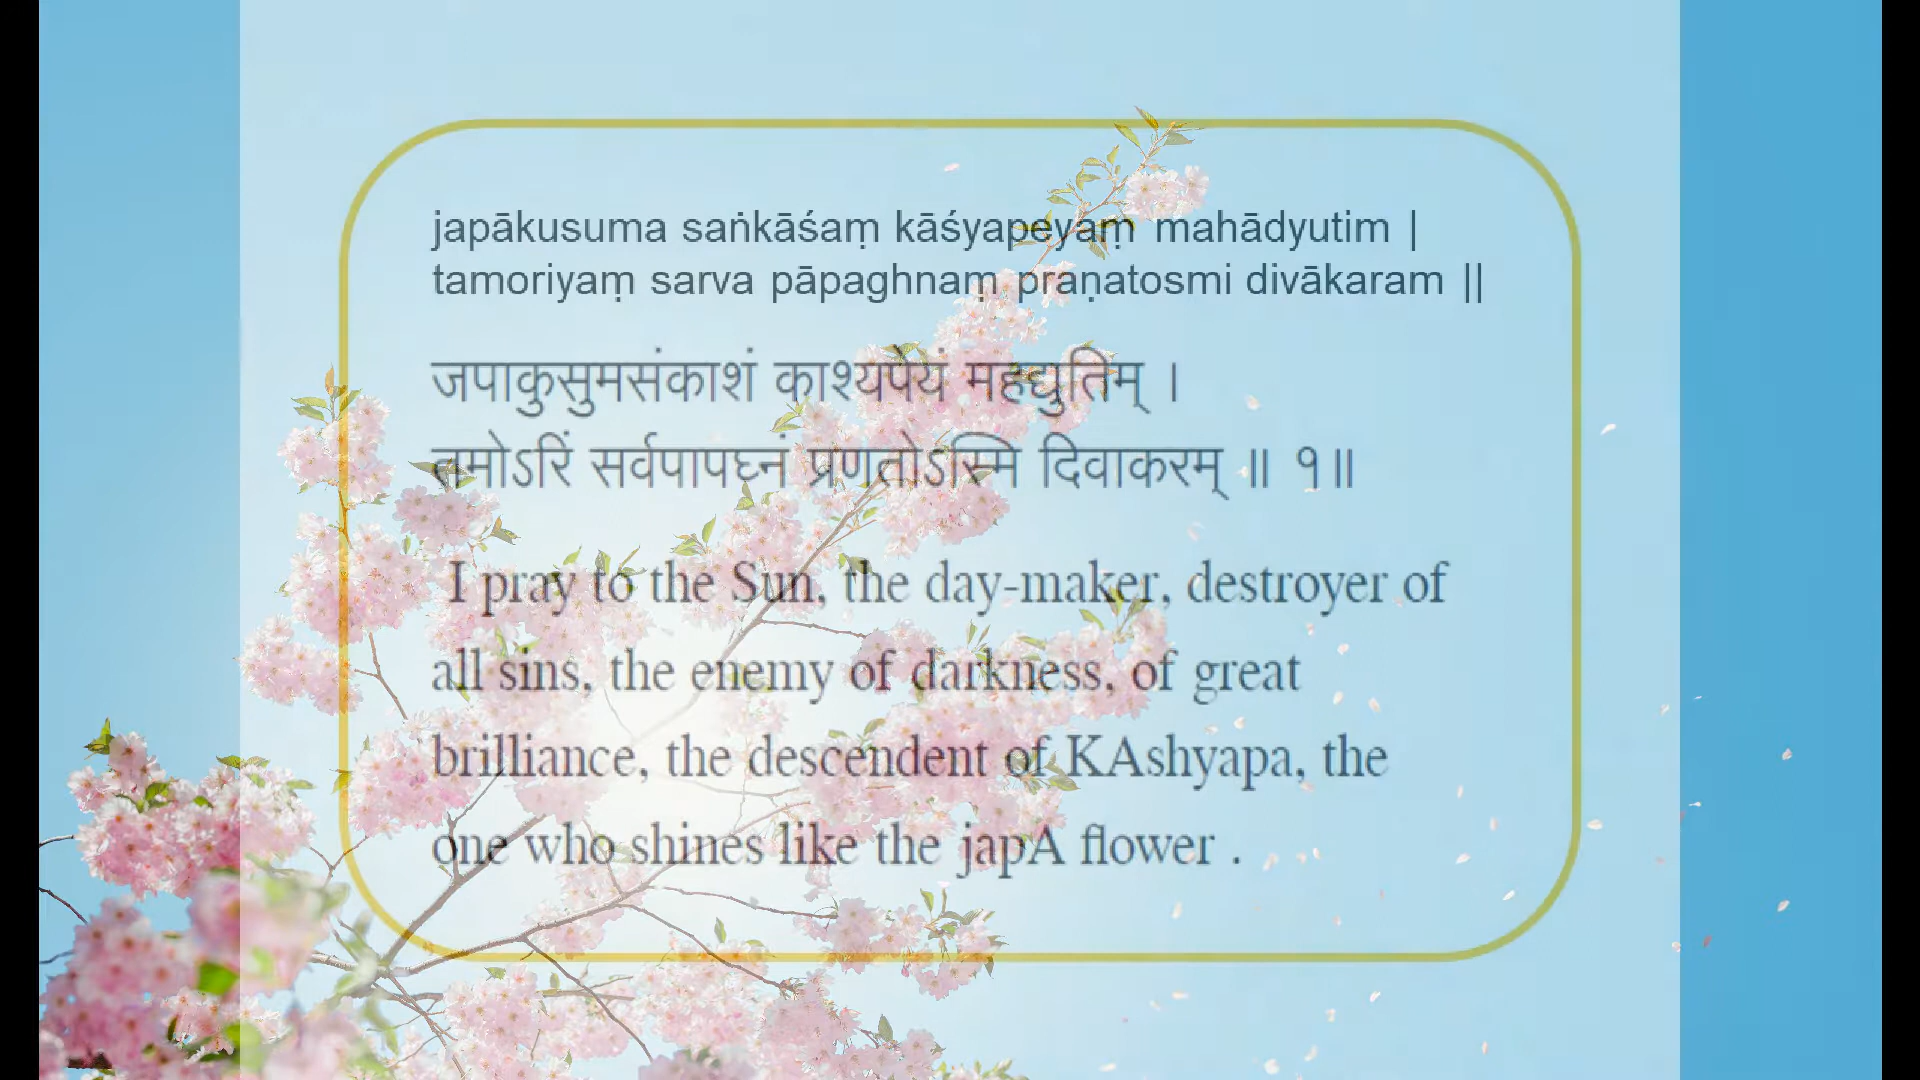 japākusuma saṅkāśaṃ kāśyapeyaṃ mahādyutim |
tamoriyaṃ sarva pāpaghnaṃ praṇatosmi divākaram ||
जपाकुसुमसंकाशं काश्यपेयं महद्युतिम् ।
तमोऽरिं सर्वपापघ्नं प्रणतोऽस्मि दिवाकरम् ॥ १॥
I pray to the Sun, the day-maker, destroyer of
all sins, the enemy of darkness, of great
brilliance, the descendent of KAshyapa, the
one who shines like the japA flower .